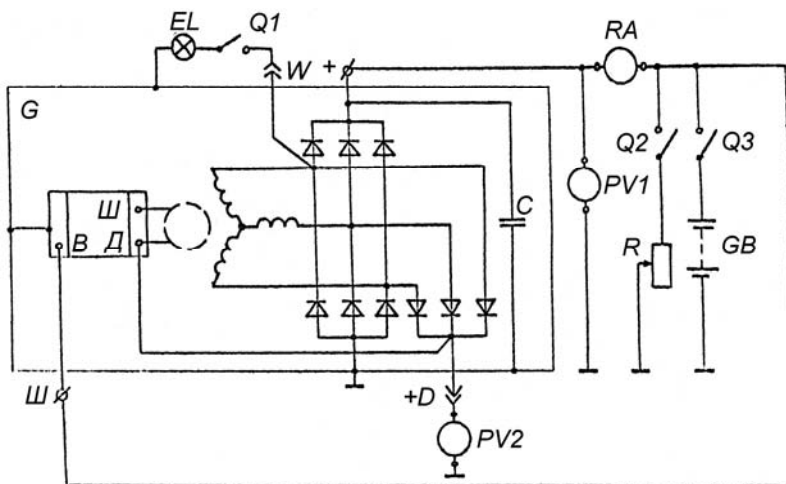 EL
Q1
RA
W
+
G
Q2
Q3
Ш
PV1
C
В
Д
R
GB
+D
Ш
PV2